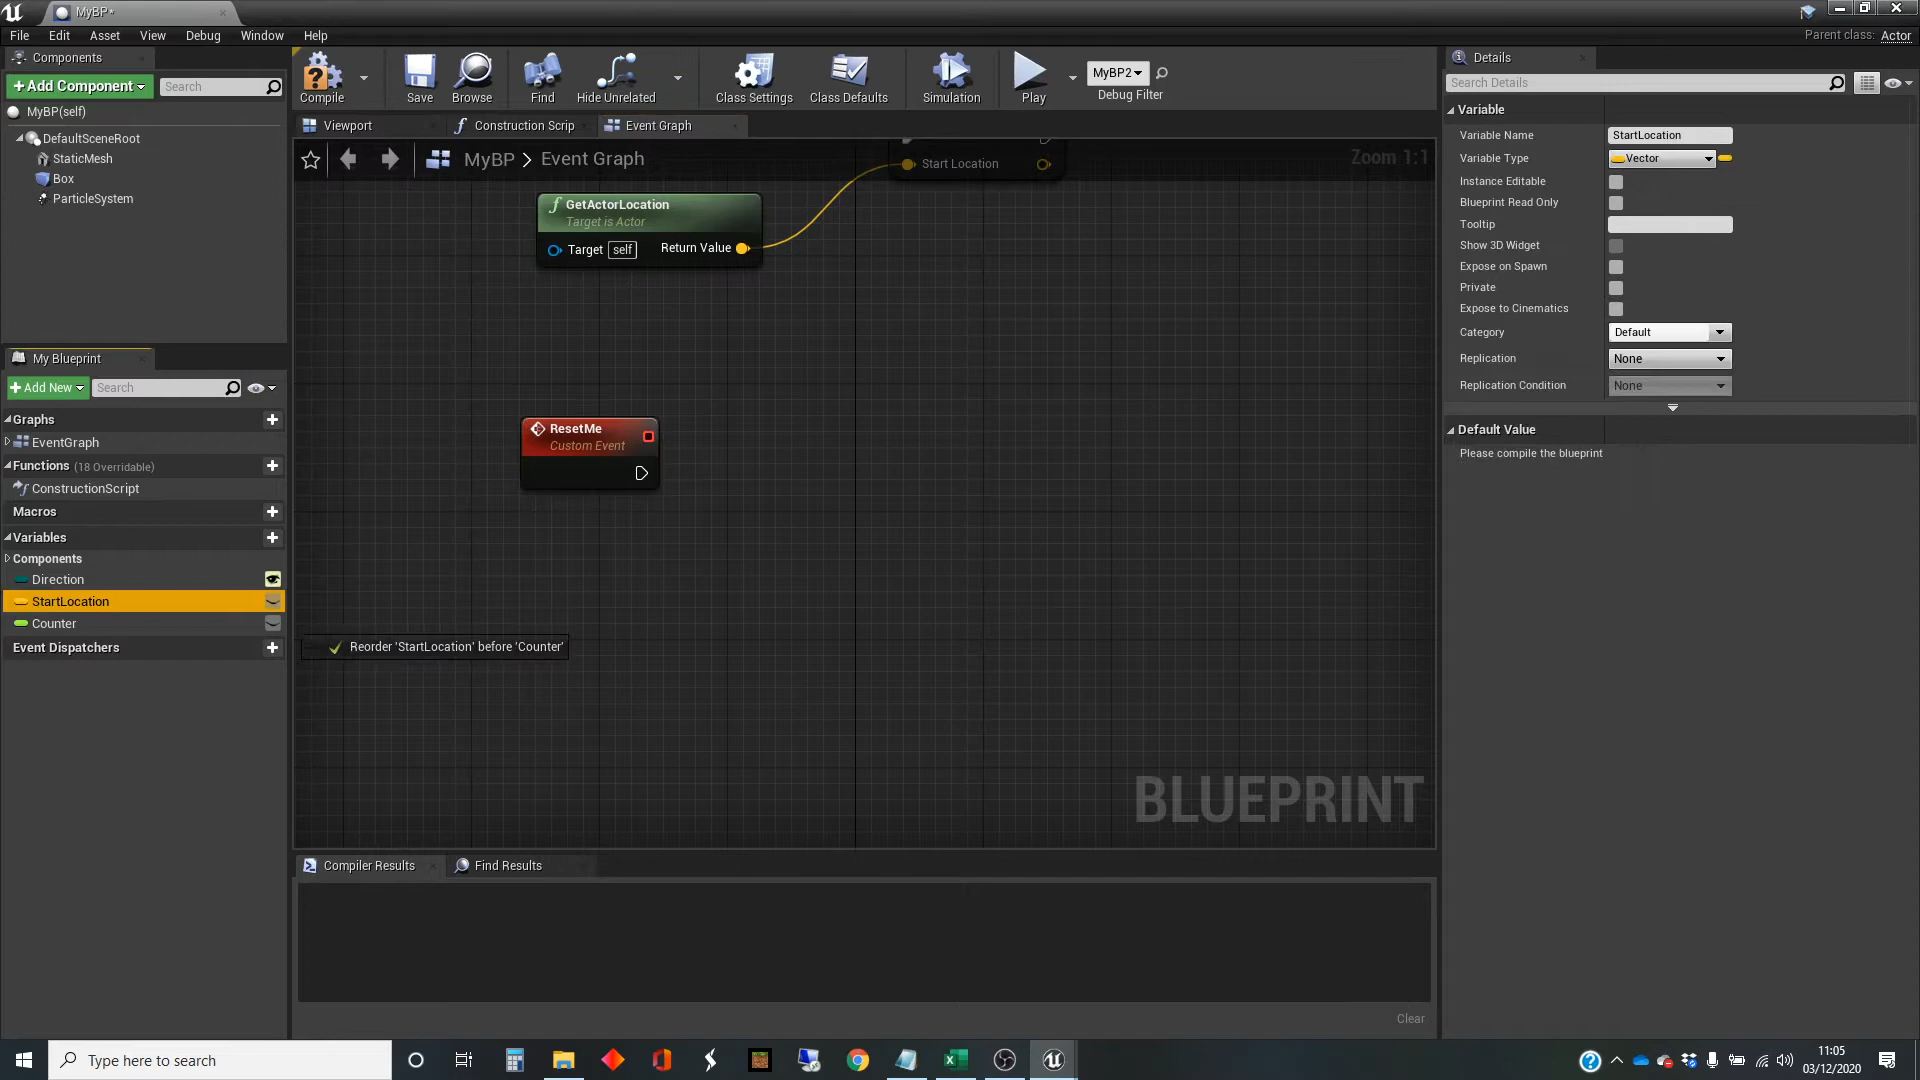 MyBP*
File Edit Asset View Debug Window Help
Parent class: Actor
Components
+Add Component
Search
MyBP(self)
DefaultSceneRoot
StaticMesh
Box
ParticleSystem
My Blueprint
+Add New
Search
Graphs
EventGraph
Functions (18 Overridable)
ConstructionScript
Macros
Variables
Components
Direction
StartLocation
Counter
Event Dispatchers
Compile
Save
Browse
Find
Hide Unrelated
Class Settings
Class Defaults
Simulation
Play
MyBP2
Debug Filter
Viewport
Construction Scrip
Event Graph
MyBP > Event Graph
Zoom 1:1
Start Location
GetActorLocation
Target is Actor
Target self Return Value
ResetMe
Custom Event
Reorder 'StartLocation' before 'Counter'
BLUEPRINT
Compiler Results
Find Results
Clear
Details
Search Details
Variable
Variable Name StartLocation
Variable Type Vector
Instance Editable
Blueprint Read Only
Tooltip
Show 3D Widget
Expose on Spawn
Private
Expose to Cinematics
Category Default
Replication None
Replication Condition None
Default Value
Please compile the blueprint
Type here to search
11:05
03/12/2020